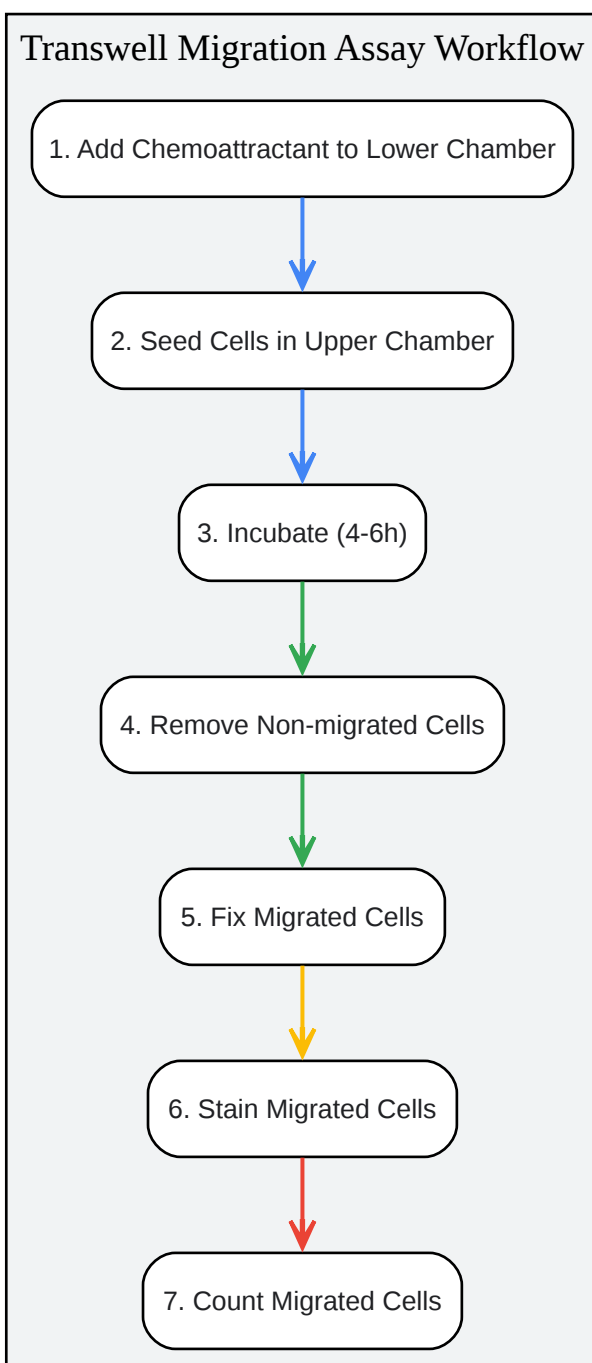 Transwell Migration Assay Workflow
1. Add Chemoattractant to Lower Chamber
2. Seed Cells in Upper Chamber
3. Incubate (4-6h)
4. Remove Non-migrated Cells
5. Fix Migrated Cells
6. Stain Migrated Cells
7. Count Migrated Cells